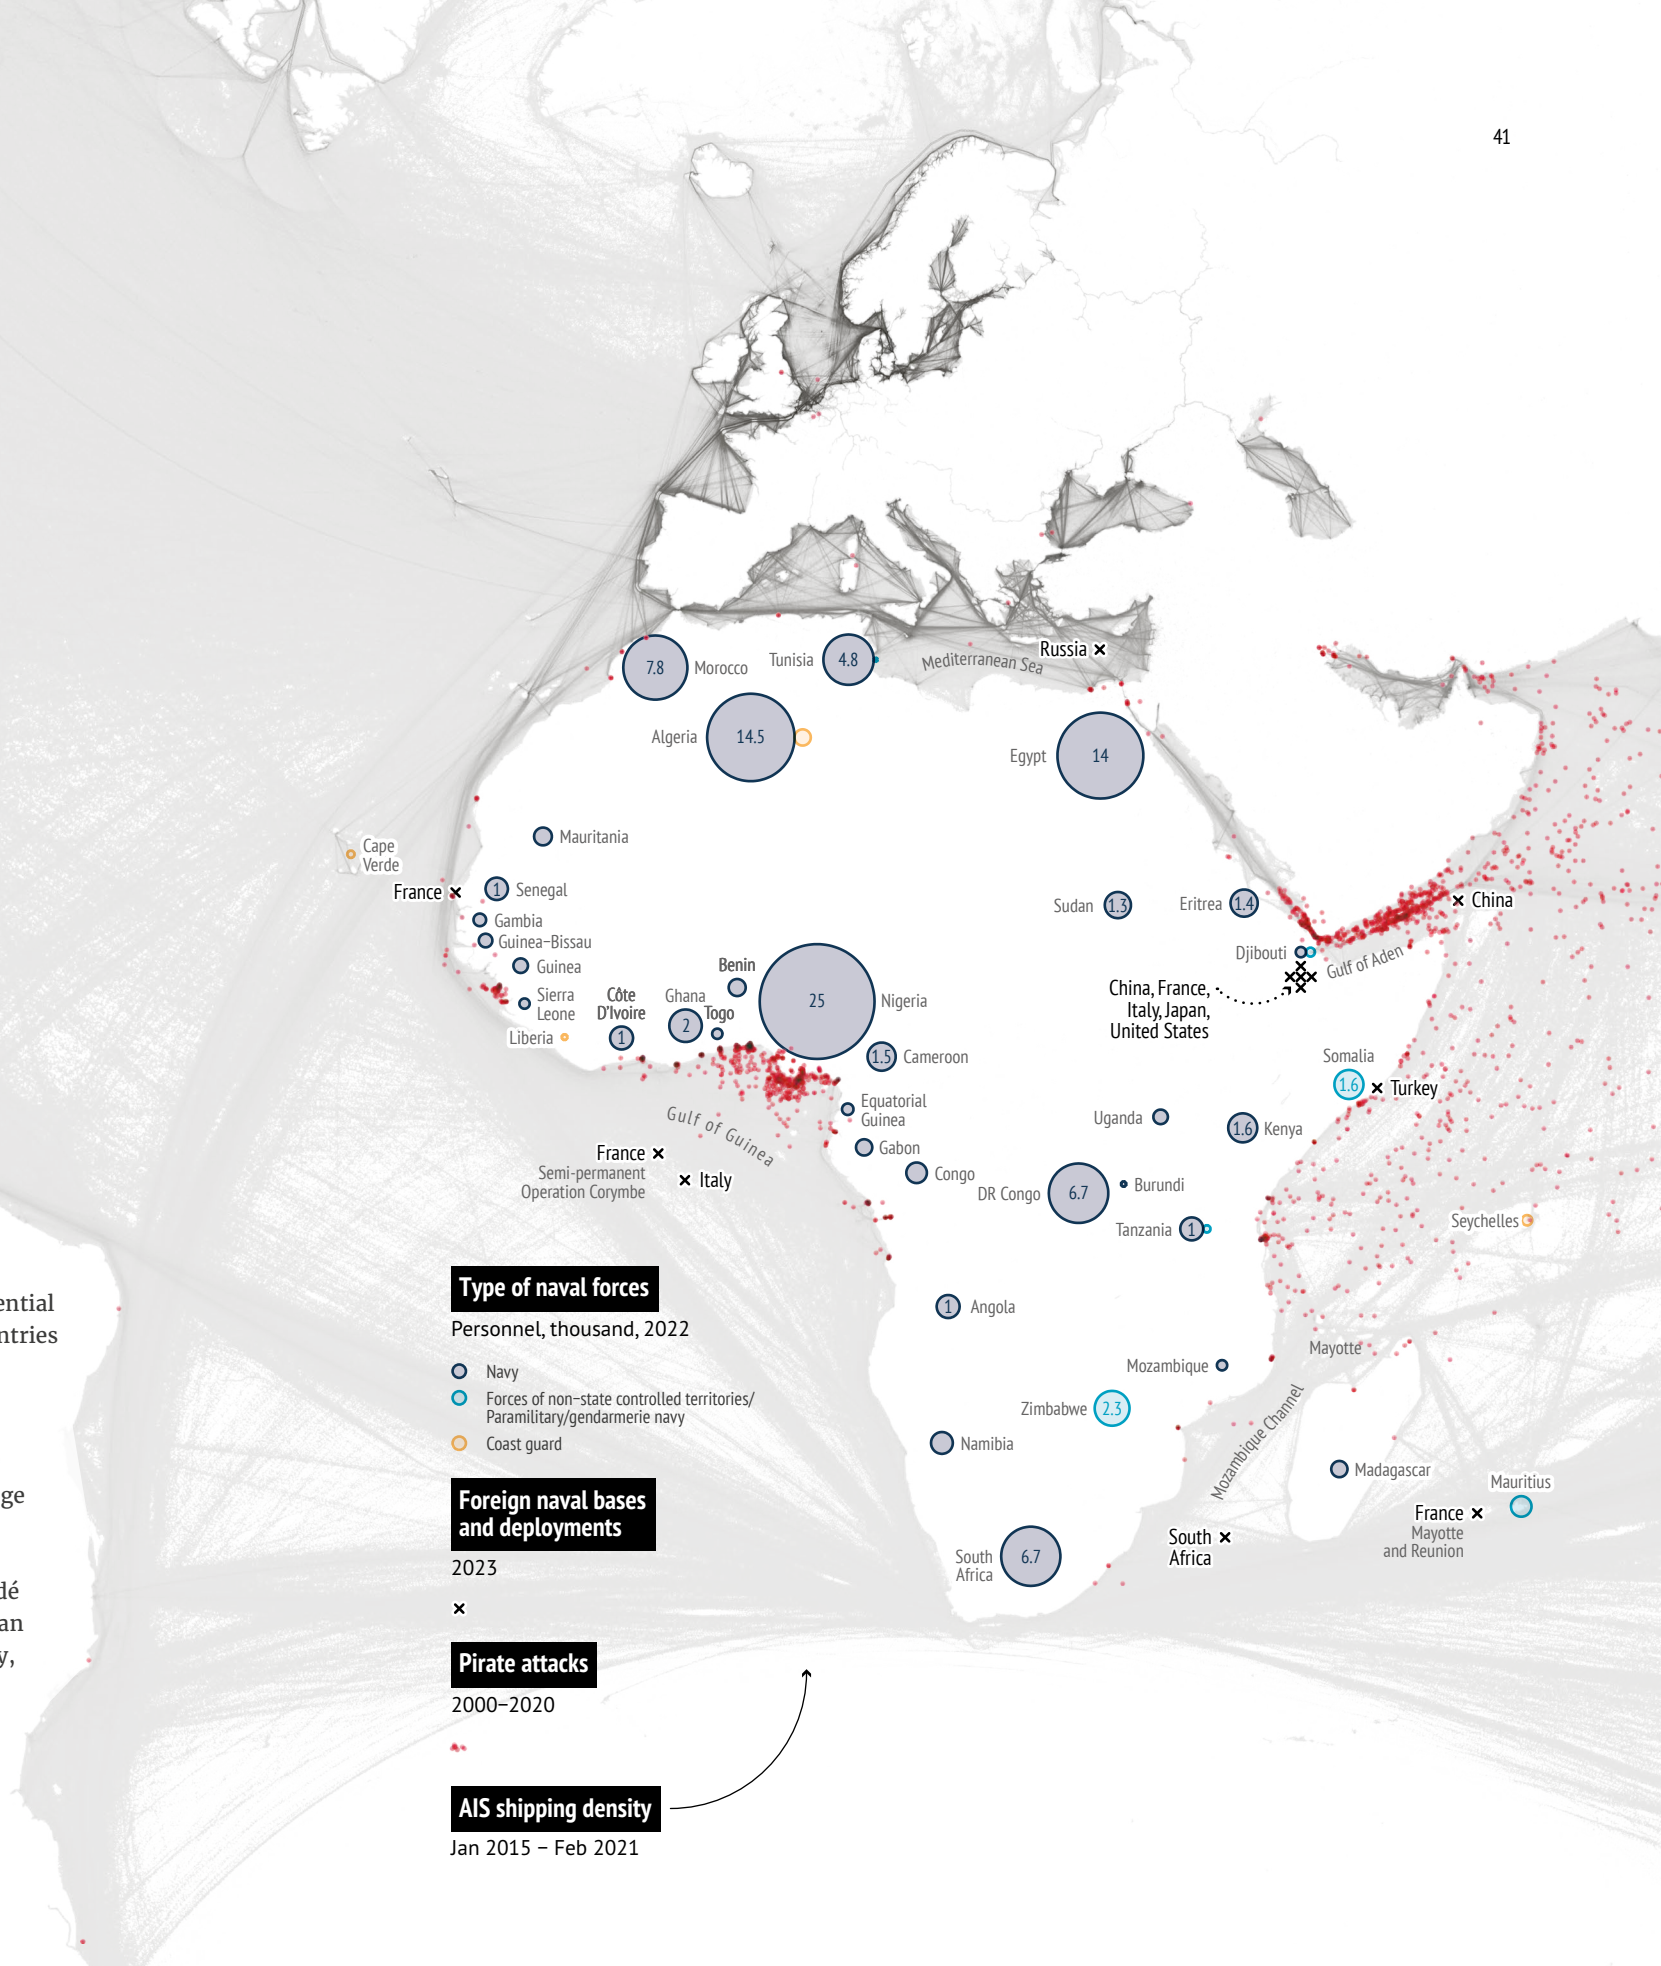 41
Russia
Mediterranean Sea
7.8
Morocco
Tunisia
4.8
Algeria
14.5
Egypt
14
Mauritania
Cape
Verde
France
1
Senegal
Gambia
Guinea–Bissau
Guinea
Sierra
Leone
Liberia
Côte
D'Ivoire
1
Ghana
2
Togo
Benin
25
Nigeria
1.5
Cameroon
Sudan
1.3
Eritrea
1.4
China
Djibouti
Gulf of Aden
China, France,
Italy, Japan,
United States
Somalia
1.6
Turkey
Gulf of Guinea
Equatorial
Guinea
Gabon
Congo
Uganda
1.6
Kenya
France
Semi-permanent
Operation Corymbe
Italy
DR Congo
6.7
Burundi
Tanzania
1
Seychelles
1
Angola
Mayotte
Mozambique
Zimbabwe
2.3
Mozambique Channel
Namibia
Madagascar
Mauritius
France
Mayotte
and Reunion
South
Africa
South
Africa
6.7
ential
ntries
ge
dé
an
y,
Type of naval forces
Personnel, thousand, 2022
Navy
Forces of non–state controlled territories/
Paramilitary/gendarmerie navy
Coast guard
Foreign naval bases
and deployments
2023
Pirate attacks
2000–2020
AIS shipping density
Jan 2015 – Feb 2021